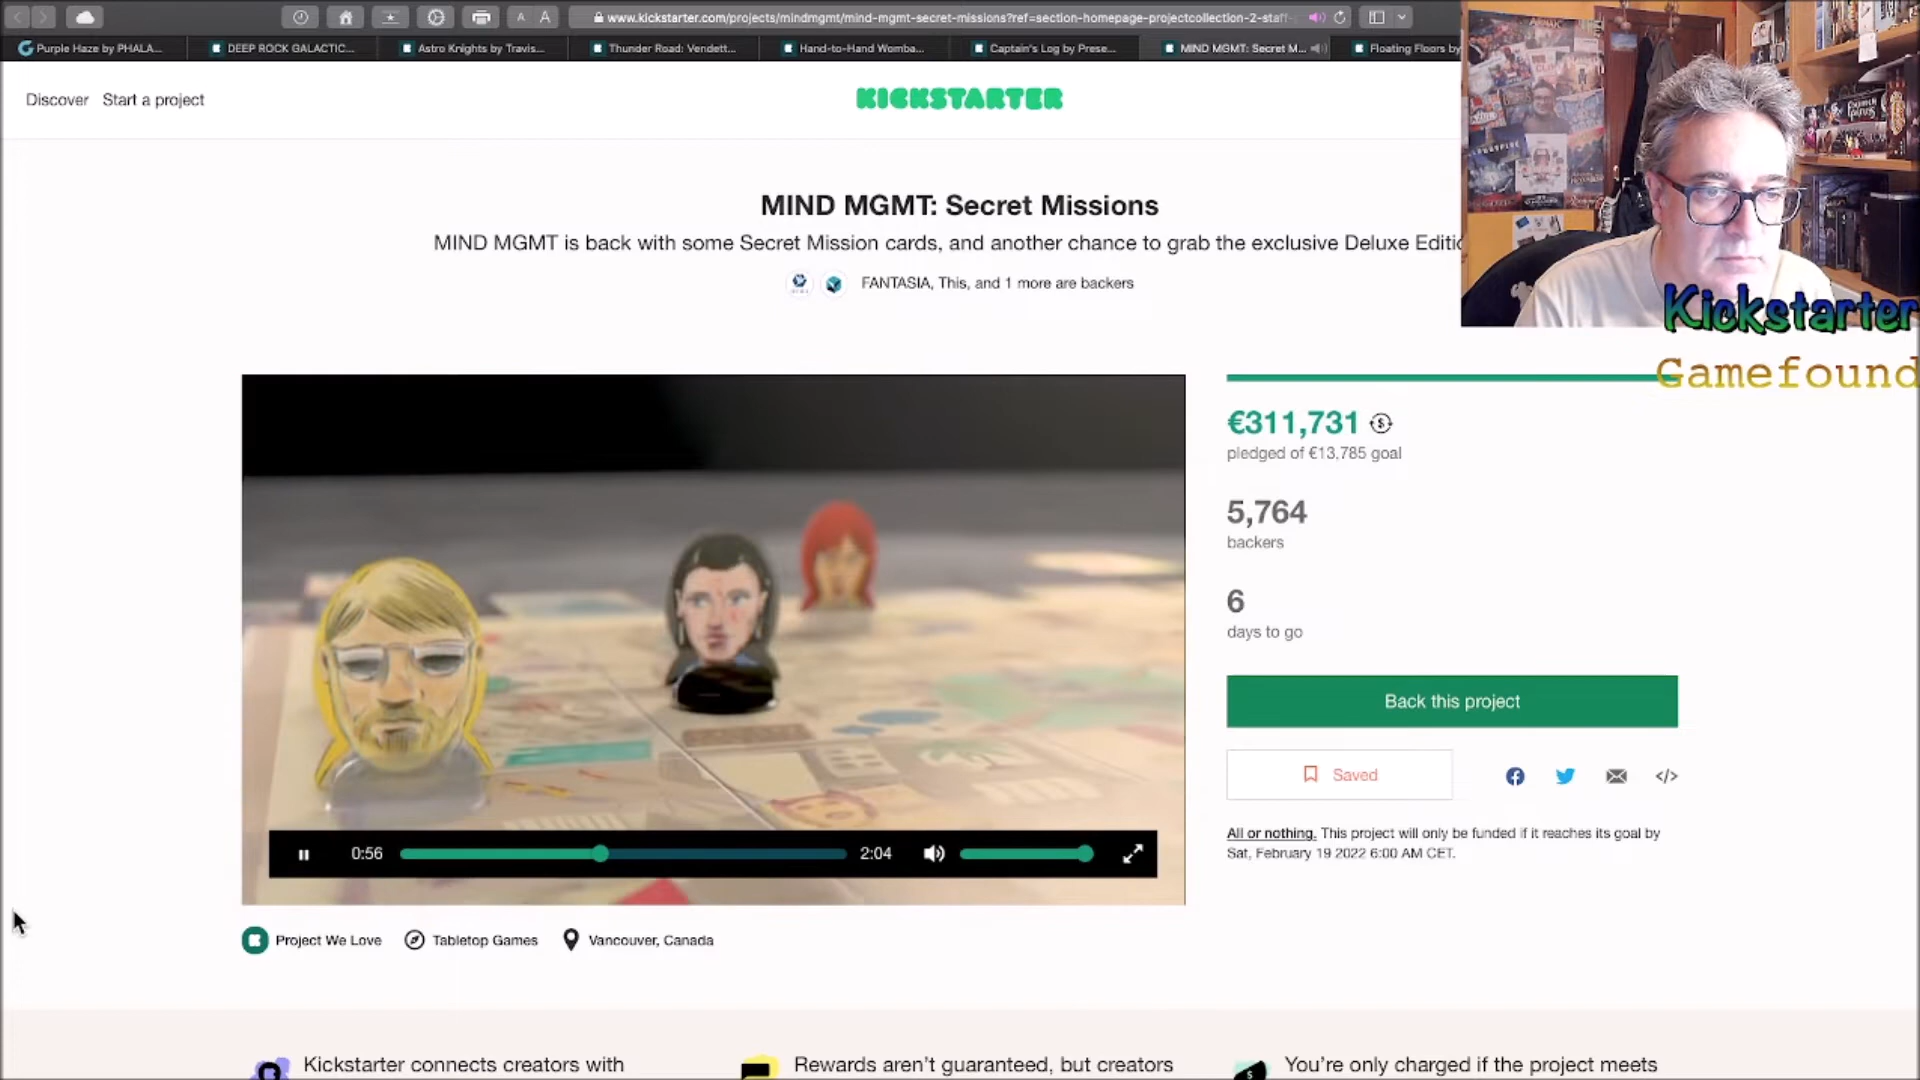 www.kickstarter.com/projects/mindmgmt/mind-mgmt-secret-missions?ref=section-homepage-projectcollection-2-staff-
Purple Haze by PHALA...
DEEP ROCK GALACTIC...
Astro Knights by Travis...
Thunder Road: Vendett...
Hand-to-Hand Womba...
Captain's Log by Prese...
MIND MGMT: Secret M...
Floating Floors by
Discover
Start a project
KICKSTARTER
MIND MGMT: Secret Missions
MIND MGMT is back with some Secret Mission cards, and another chance to grab the exclusive Deluxe Editio
FANTASIA, This, and 1 more are backers
Kickstarter
Gamefound
€311,731
pledged of €13,785 goal
5,764
backers
6
days to go
Back this project
Saved
All or nothing. This project will only be funded if it reaches its goal by
Sat, February 19 2022 6:00 AM CET.
0:56
2:04
Project We Love
Tabletop Games
Vancouver, Canada
Kickstarter connects creators with
Rewards aren't guaranteed, but creators
You're only charged if the project meets